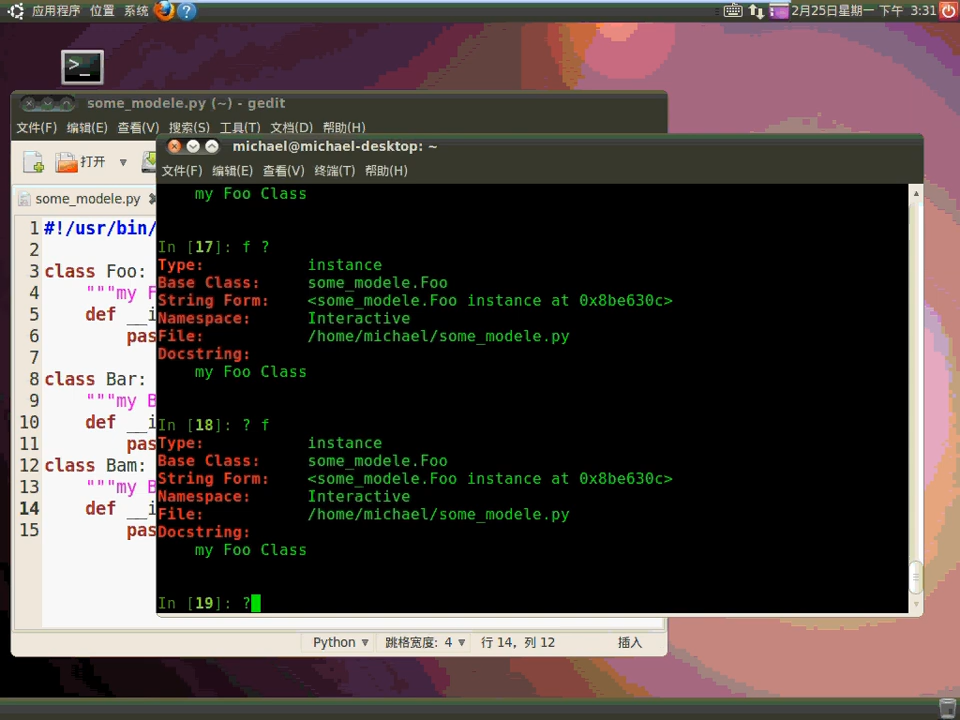 应用程序 位置 系统 ?
2月25日星期一 下午 3:31
>_
some_modele.py (~) - gedit
文件(F) 编辑(E) 查看(V) 搜索(S) 工具(T) 文档(D) 帮助(H)
打开
some_modele.py
1 #!/usr/bin/
2
3 class Foo:
4 """my F
5 def __i
6 pas
7
8 class Bar:
9 """my B
10 def __i
11 pas
12 class Bam:
13 """my B
14 def __i
15 pas
Python 跳格宽度: 4 行 14，列 12 插入
michael@michael-desktop: ~
文件(F) 编辑(E) 查看(V) 终端(T) 帮助(H)
my Foo Class
In [17]: f ?
Type: instance
Base Class: some_modele.Foo
String Form: <some_modele.Foo instance at 0x8be630c>
Namespace: Interactive
File: /home/michael/some_modele.py
Docstring:
my Foo Class
In [18]: ? f
Type: instance
Base Class: some_modele.Foo
String Form: <some_modele.Foo instance at 0x8be630c>
Namespace: Interactive
File: /home/michael/some_modele.py
Docstring:
my Foo Class
In [19]: ?